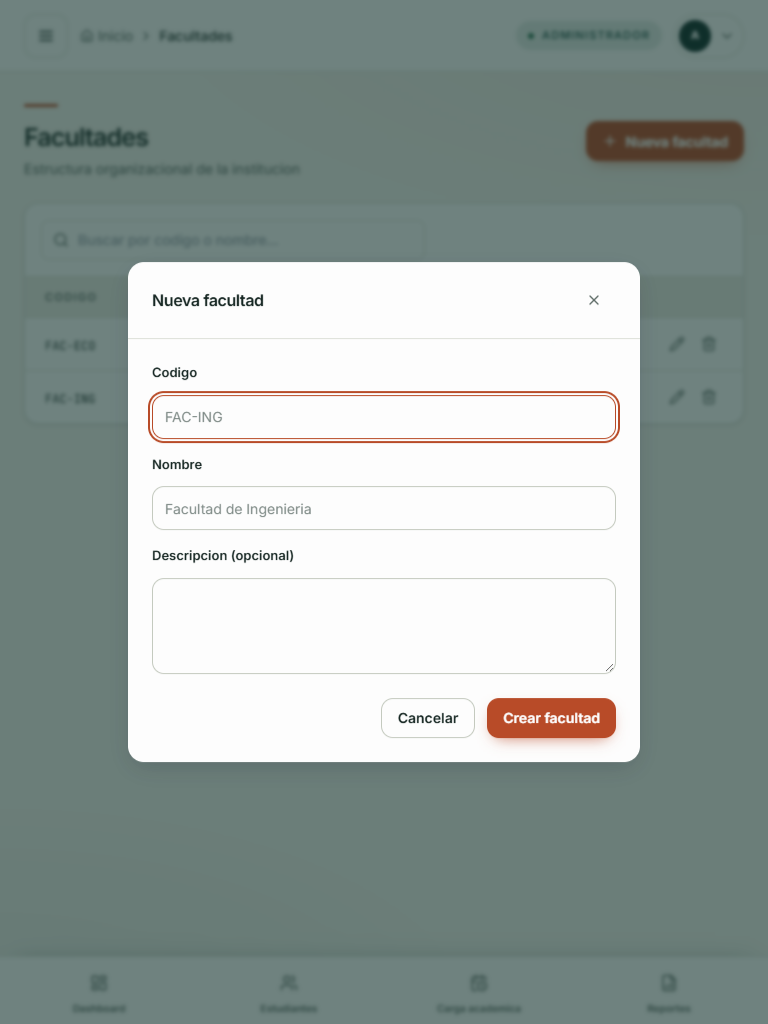 Inicio > Facultades
ADMINISTRADOR
A
Facultades
Estructura organizacional de la institucion
+ Nueva facultad
Buscar por codigo o nombre...
CODIGO
FAC-ECO
FAC-ING
Nueva facultad
Codigo
FAC-ING
Nombre
Facultad de Ingenieria
Descripcion (opcional)
Cancelar
Crear facultad
Dashboard
Estudiantes
Carga academica
Reportes